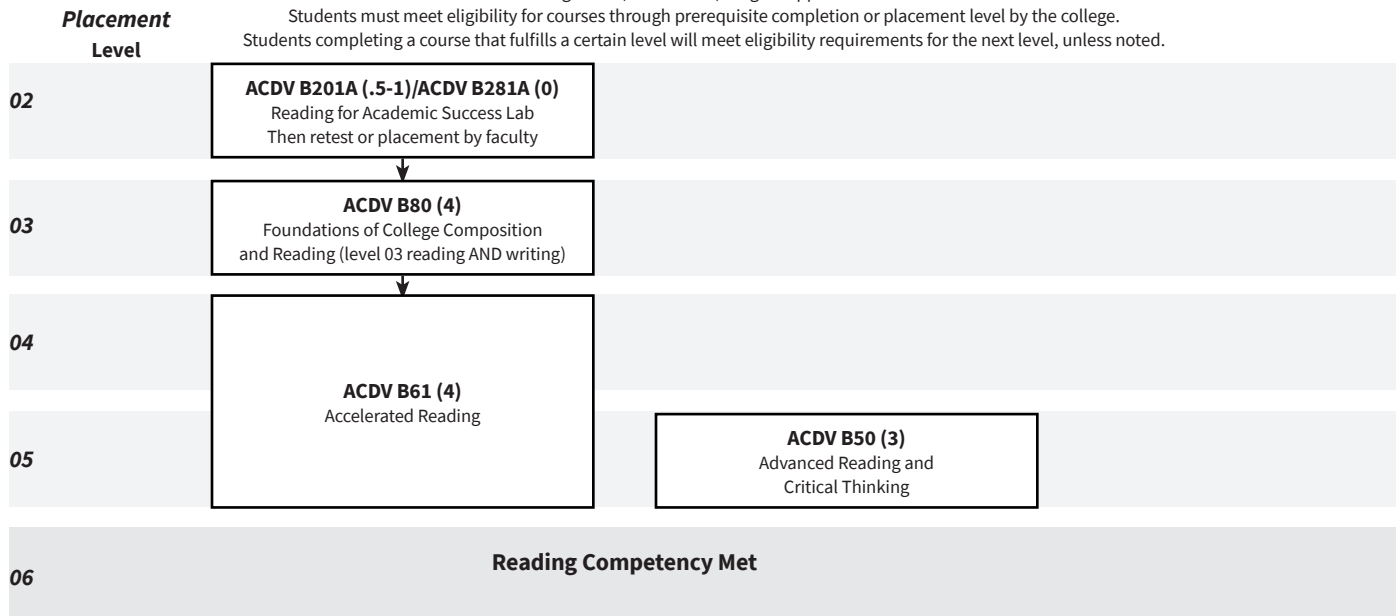 Placement
Level
Students must meet eligibility for courses through prerequisite completion or placement level by the college.
Students completing a course that fulfills a certain level will meet eligibility requirements for the next level, unless noted.
02
ACDV B201A (.5-1)/ACDV B281A (0)
Reading for Academic Success Lab
Then retest or placement by faculty
03
ACDV B80 (4)
Foundations of College Composition
and Reading (level 03 reading AND writing)
04
ACDV B61 (4)
Accelerated Reading
05
ACDV B50 (3)
Advanced Reading and
Critical Thinking
06
Reading Competency Met